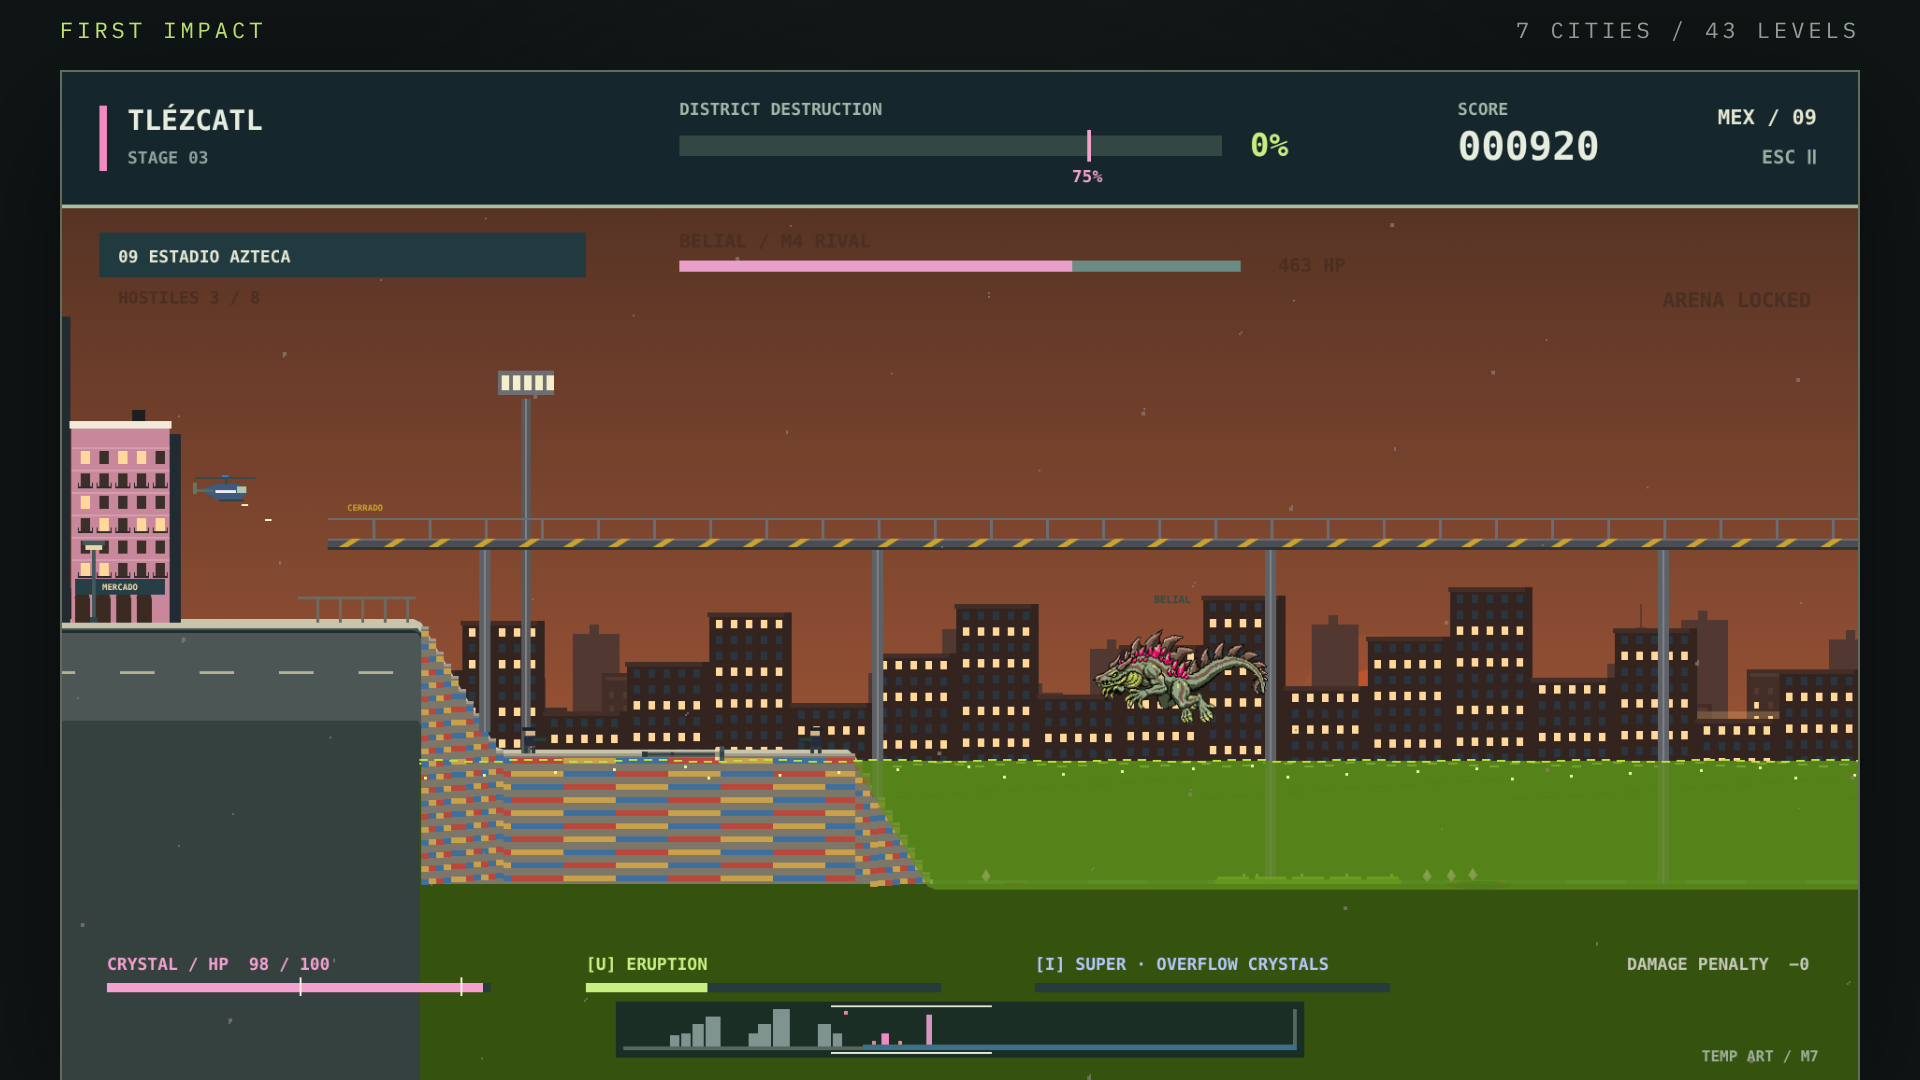 FIRST IMPACT
7 CITIES / 43 LEVELS
TLÉZCATL
STAGE 03
DISTRICT DESTRUCTION
0%
75%
SCORE
000920
MEX / 09
ESC II
09 ESTADIO AZTECA
HOSTILES 3 / 8
BELIAL / M4 RIVAL
463 HP
ARENA LOCKED
CERRADO
MERCADO
BELIAL
CRYSTAL / HP 98 / 100
[U] ERUPTION
[I] SUPER · OVERFLOW CRYSTALS
DAMAGE PENALTY −0
TEMP ART / M7